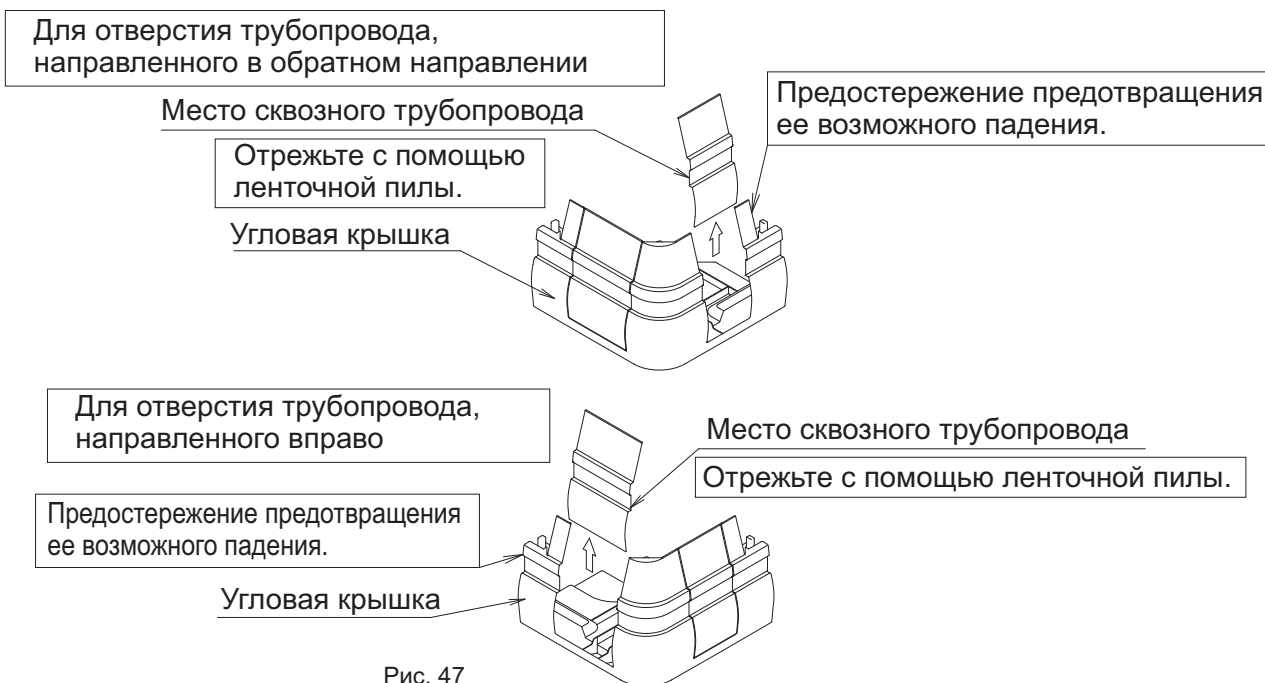 Для отверстия трубопровода,
направленного в обратном направлении
Место сквозного трубопровода
Предостережение предотвращения
ее возможного падения.
Отрежьте с помощью
ленточной пилы.
Угловая крышка
Для отверстия трубопровода,
направленного вправо
Место сквозного трубопровода
Отрежьте с помощью ленточной пилы.
Предостережение предотвращения
ее возможного падения.
Угловая крышка
Рис. 47